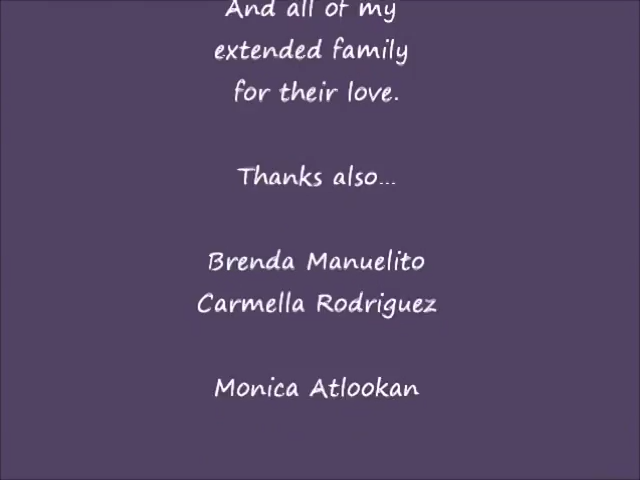 And all of my
extended family
for their love.
Thanks also...
Brenda Manuelito
Carmella Rodriguez
Monica Atlookan